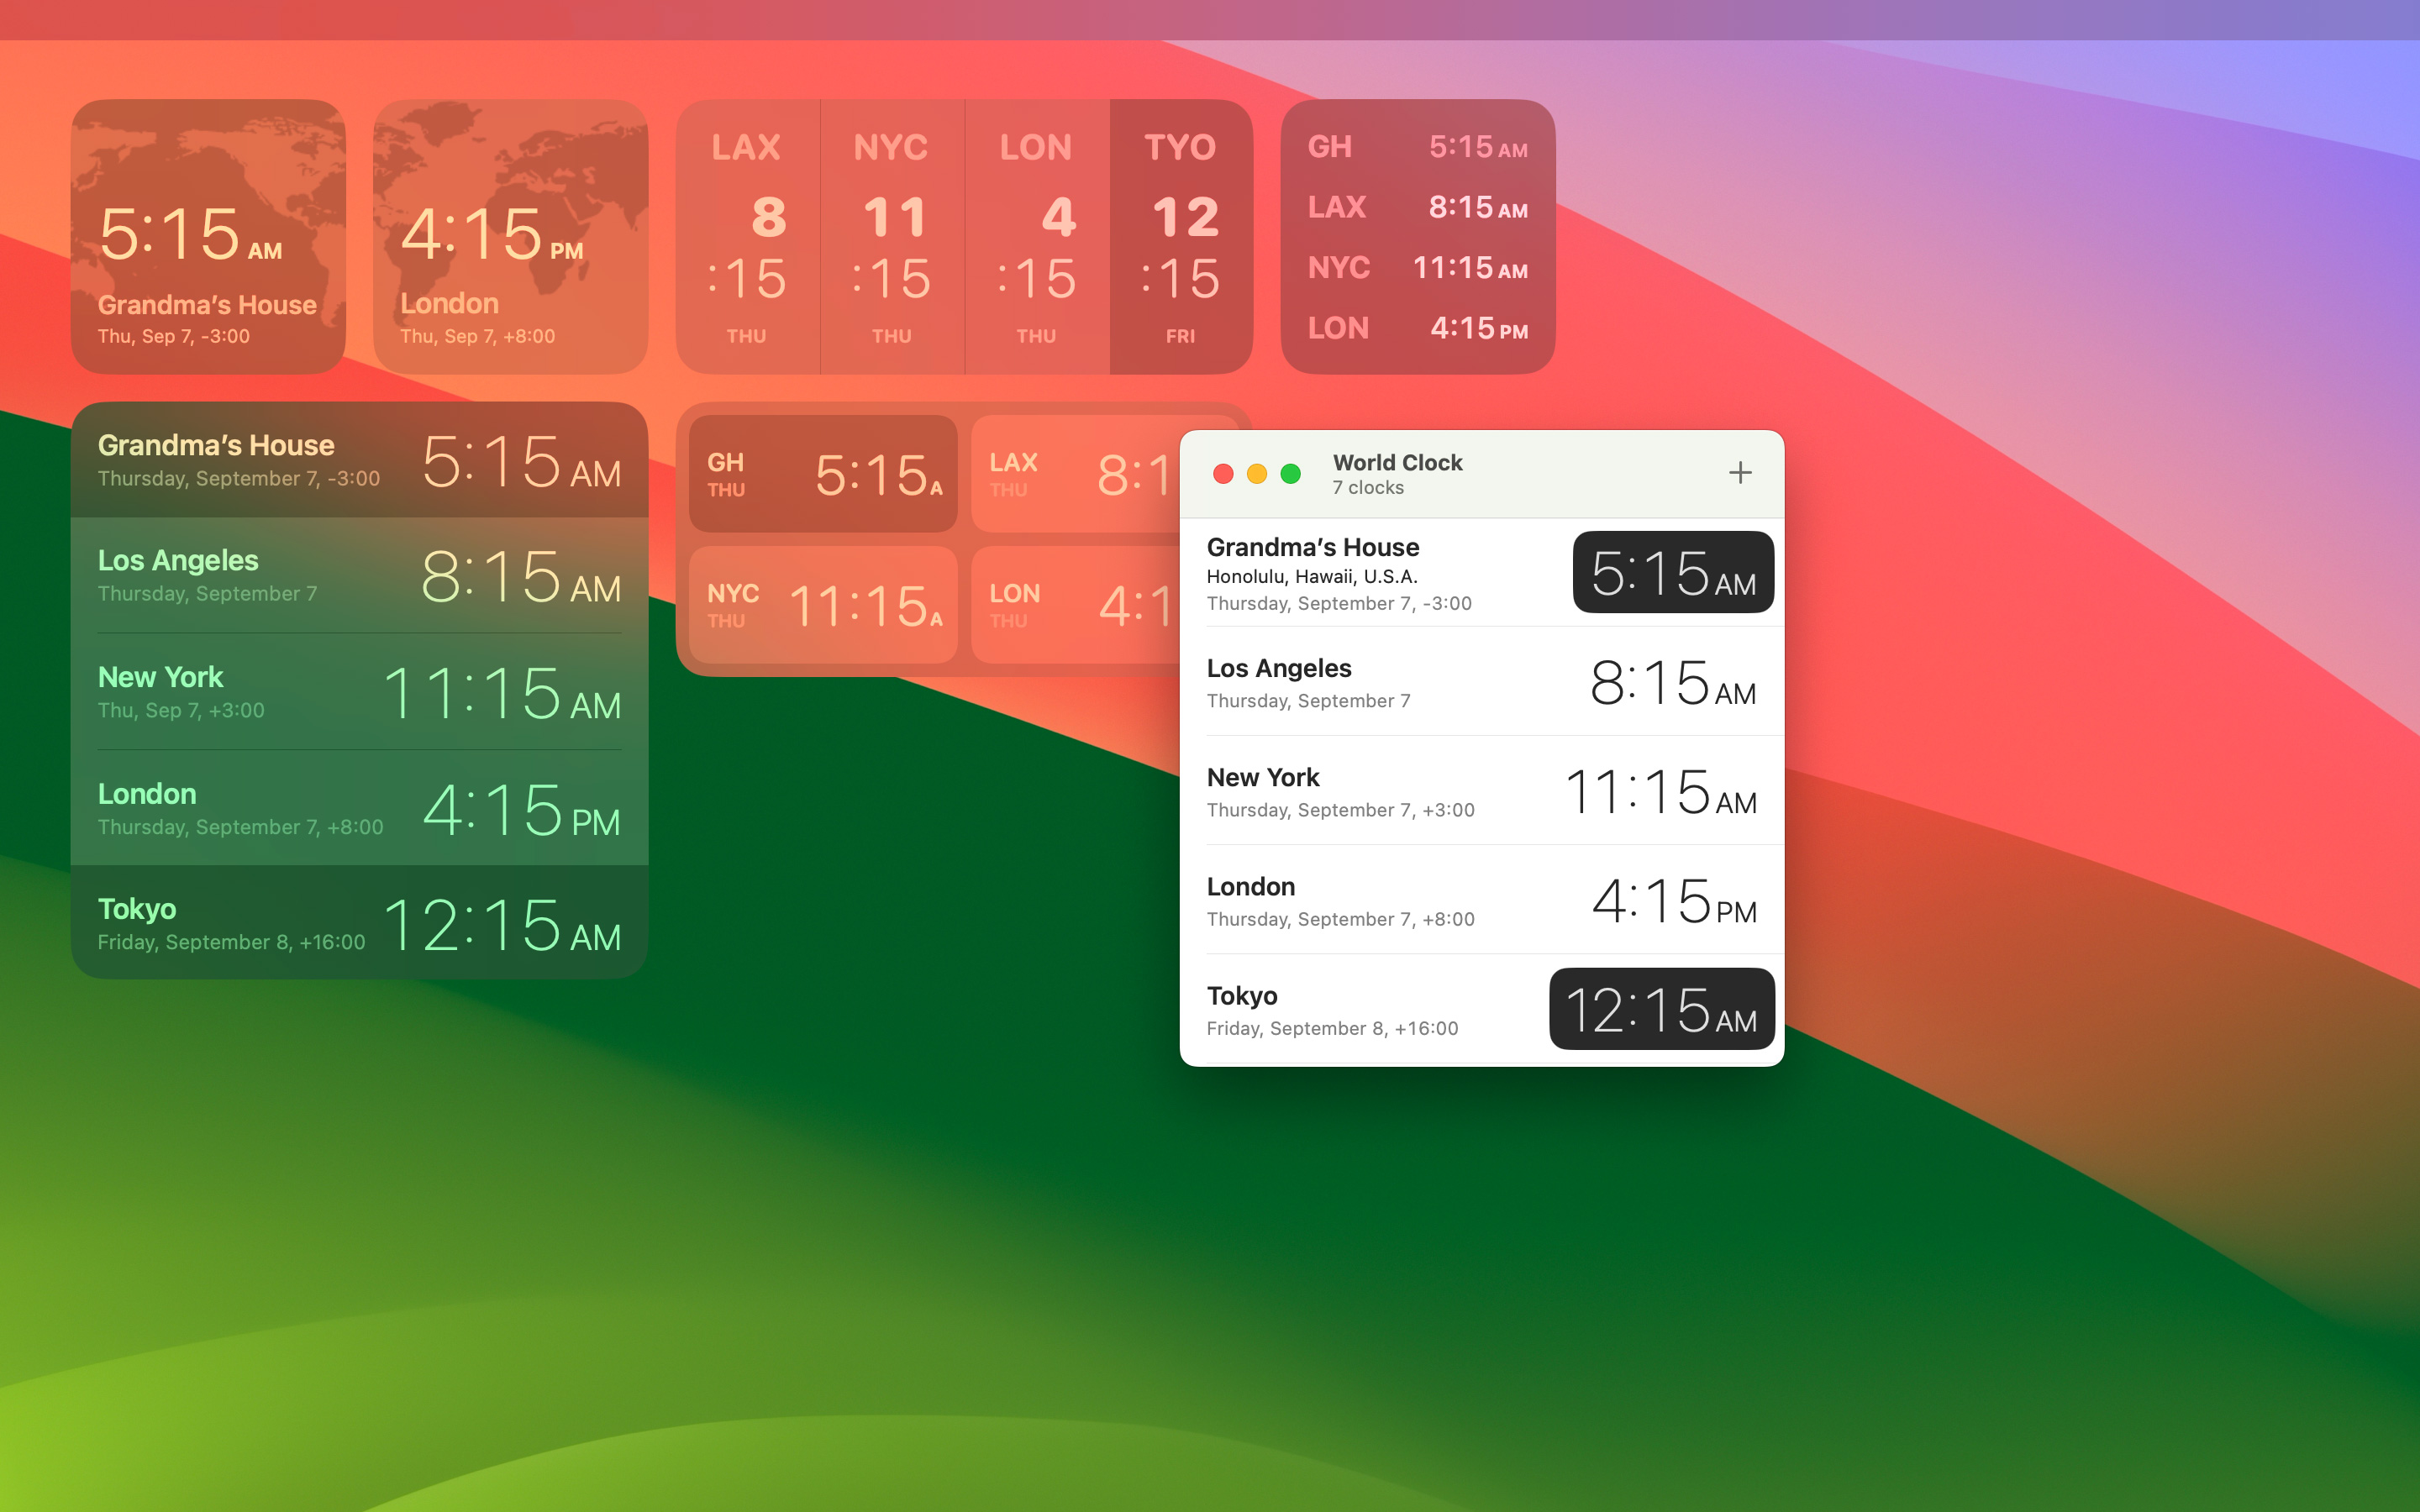 5:15 AM
Grandma's House
Thu, Sep 7, -3:00
4:15 PM
London
Thu, Sep 7, +8:00
LAX
8
:15
THU
NYC
11
:15
THU
LON
4
:15
THU
TYO
12
:15
FRI
GH 5:15 AM
LAX 8:15 AM
NYC 11:15 AM
LON 4:15 PM
Grandma's House 5:15 AM
Thursday, September 7, -3:00
Los Angeles 8:15 AM
Thursday, September 7
New York 11:15 AM
Thu, Sep 7, +3:00
London 4:15 PM
Thursday, September 7, +8:00
Tokyo 12:15 AM
Friday, September 8, +16:00
GH 5:15A
THU
LAX 8:1
THU
NYC 11:15A
THU
LON 4:1
THU
World Clock
7 clocks
Grandma's House
Honolulu, Hawaii, U.S.A.
Thursday, September 7, -3:00
5:15 AM
Los Angeles
Thursday, September 7
8:15 AM
New York
Thursday, September 7, +3:00
11:15 AM
London
Thursday, September 7, +8:00
4:15 PM
Tokyo
Friday, September 8, +16:00
12:15 AM